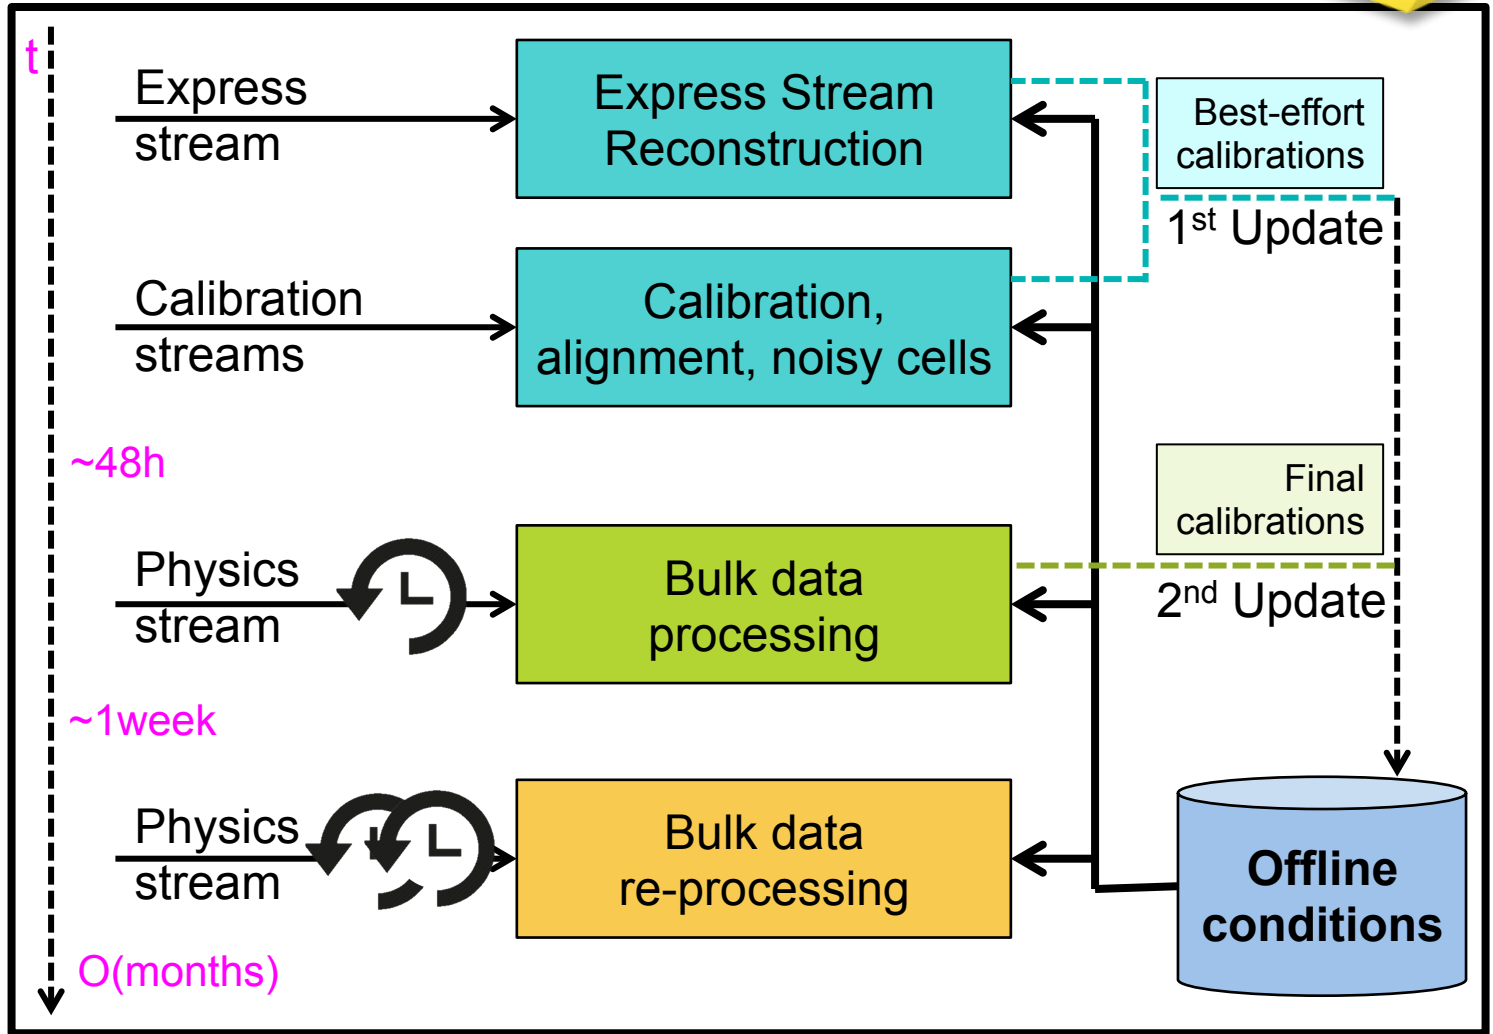 t
Express
stream
Express Stream
Reconstruction
Best-effort
calibrations
1st Update
Calibration
streams
Calibration,
alignment, noisy cells
~48h
Final
calibrations
2nd Update
Physics
stream
Bulk data
processing
~1week
Physics
stream
Bulk data
re-processing
Offline
conditions
O(months)